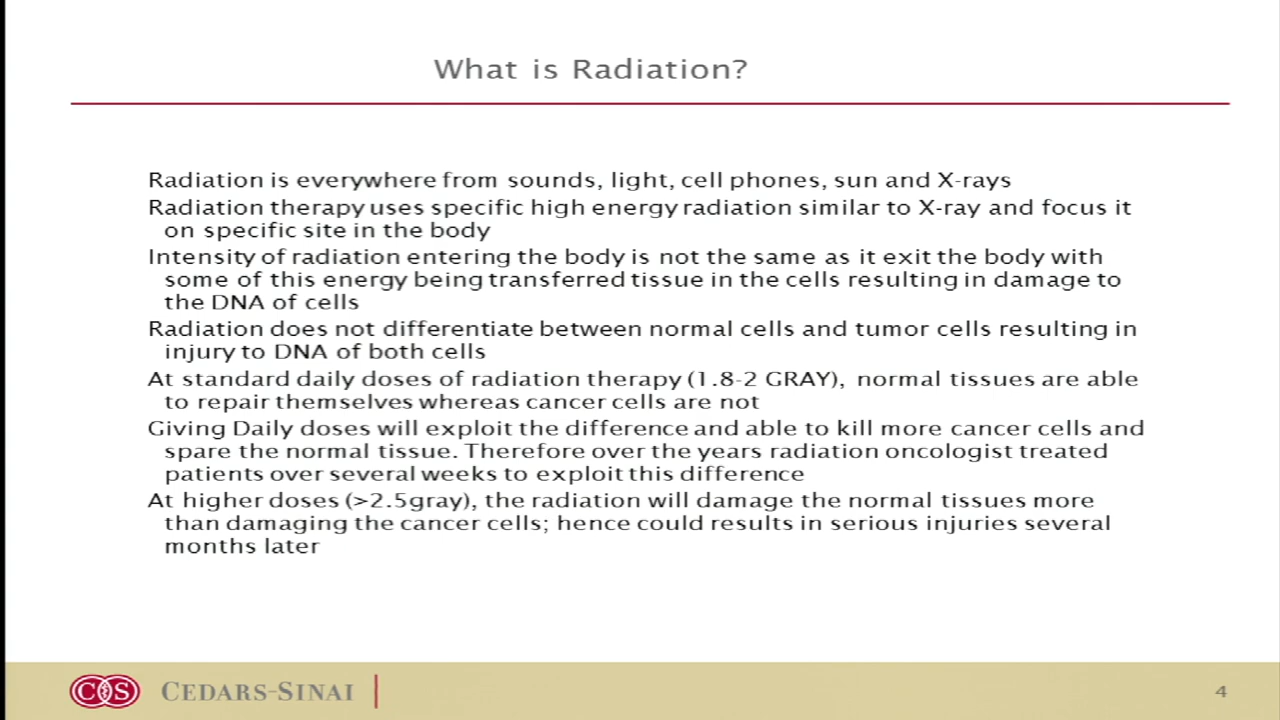 What is Radiation?
Radiation is everywhere from sounds, light, cell phones, sun and X-rays
Radiation therapy uses specific high energy radiation similar to X-ray and focus it
on specific site in the body
Intensity of radiation entering the body is not the same as it exit the body with
some of this energy being transferred tissue in the cells resulting in damage to
the DNA of cells
Radiation does not differentiate between normal cells and tumor cells resulting in
injury to DNA of both cells
At standard daily doses of radiation therapy (1.8-2 GRAY), normal tissues are able
to repair themselves whereas cancer cells are not
Giving Daily doses will exploit the difference and able to kill more cancer cells and
spare the normal tissue. Therefore over the years radiation oncologist treated
patients over several weeks to exploit this difference
At higher doses (>2.5gray), the radiation will damage the normal tissues more
than damaging the cancer cells; hence could results in serious injuries several
months later
CS CEDARS-SINAI
4